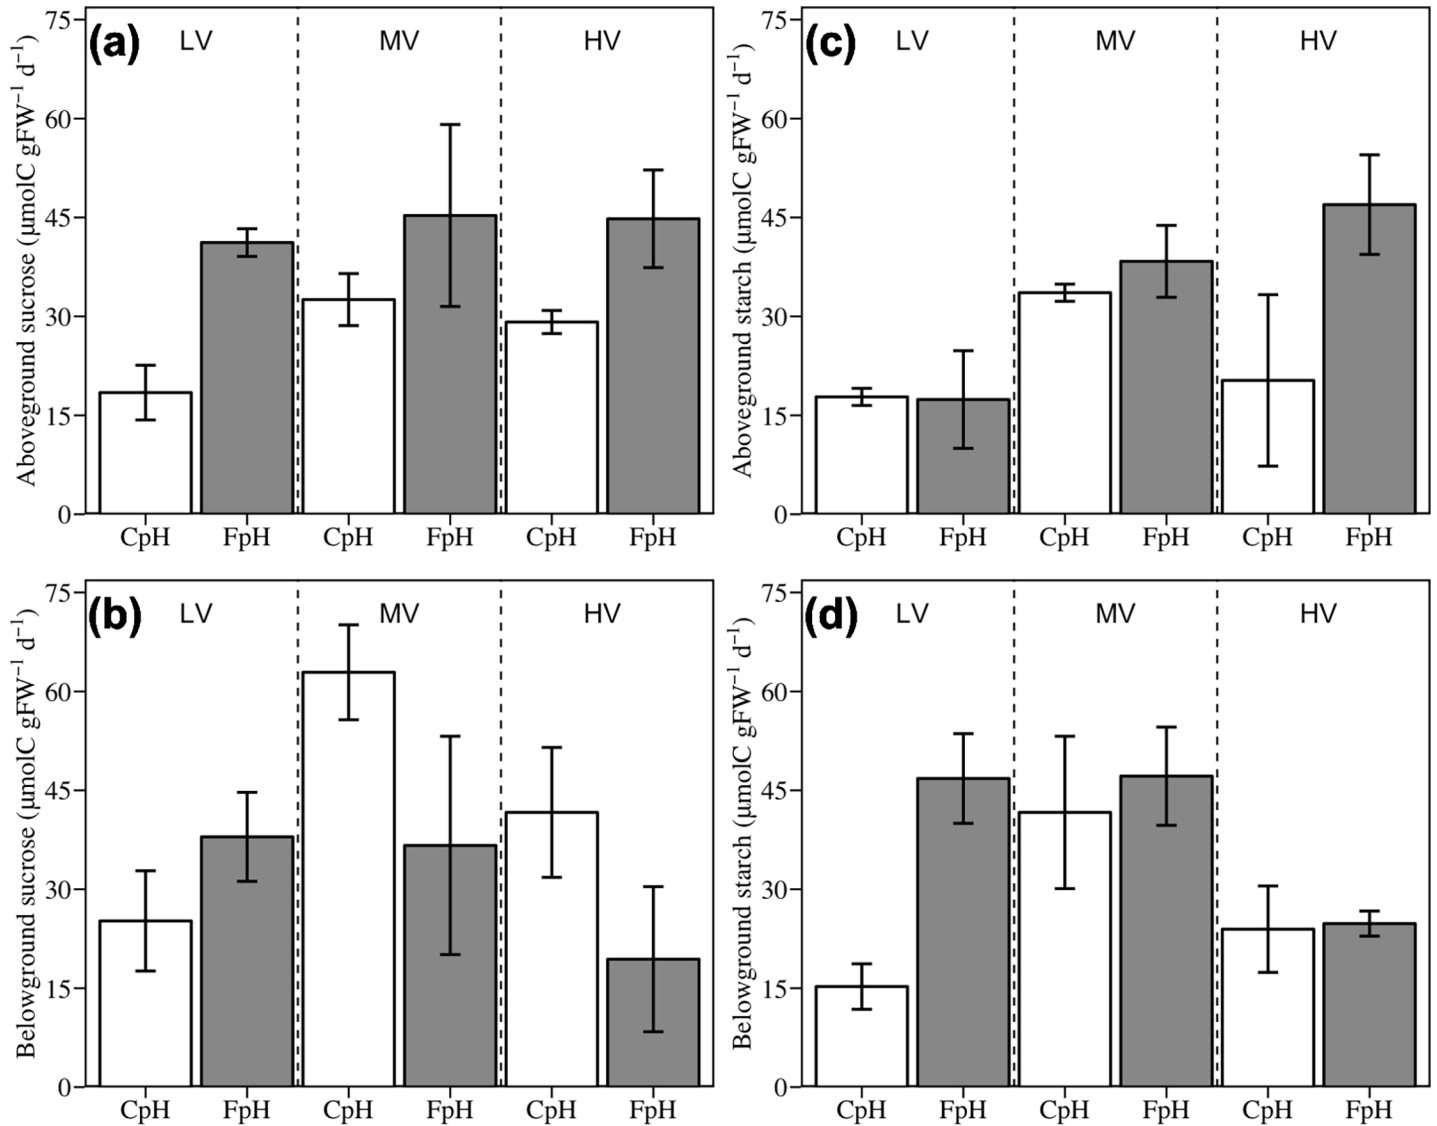 (a) LV MV HV
Aboveground sucrose (μmolC gFW⁻¹ d⁻¹)
75
60
45
30
15
0
CpH FpH CpH FpH CpH FpH
(c) LV MV HV
Aboveground starch (μmolC gFW⁻¹ d⁻¹)
75
60
45
30
15
0
CpH FpH CpH FpH CpH FpH
(b) LV MV HV
Belowground sucrose (μmolC gFW⁻¹ d⁻¹)
75
60
45
30
15
0
CpH FpH CpH FpH CpH FpH
(d) LV MV HV
Belowground starch (μmolC gFW⁻¹ d⁻¹)
75
60
45
30
15
0
CpH FpH CpH FpH CpH FpH